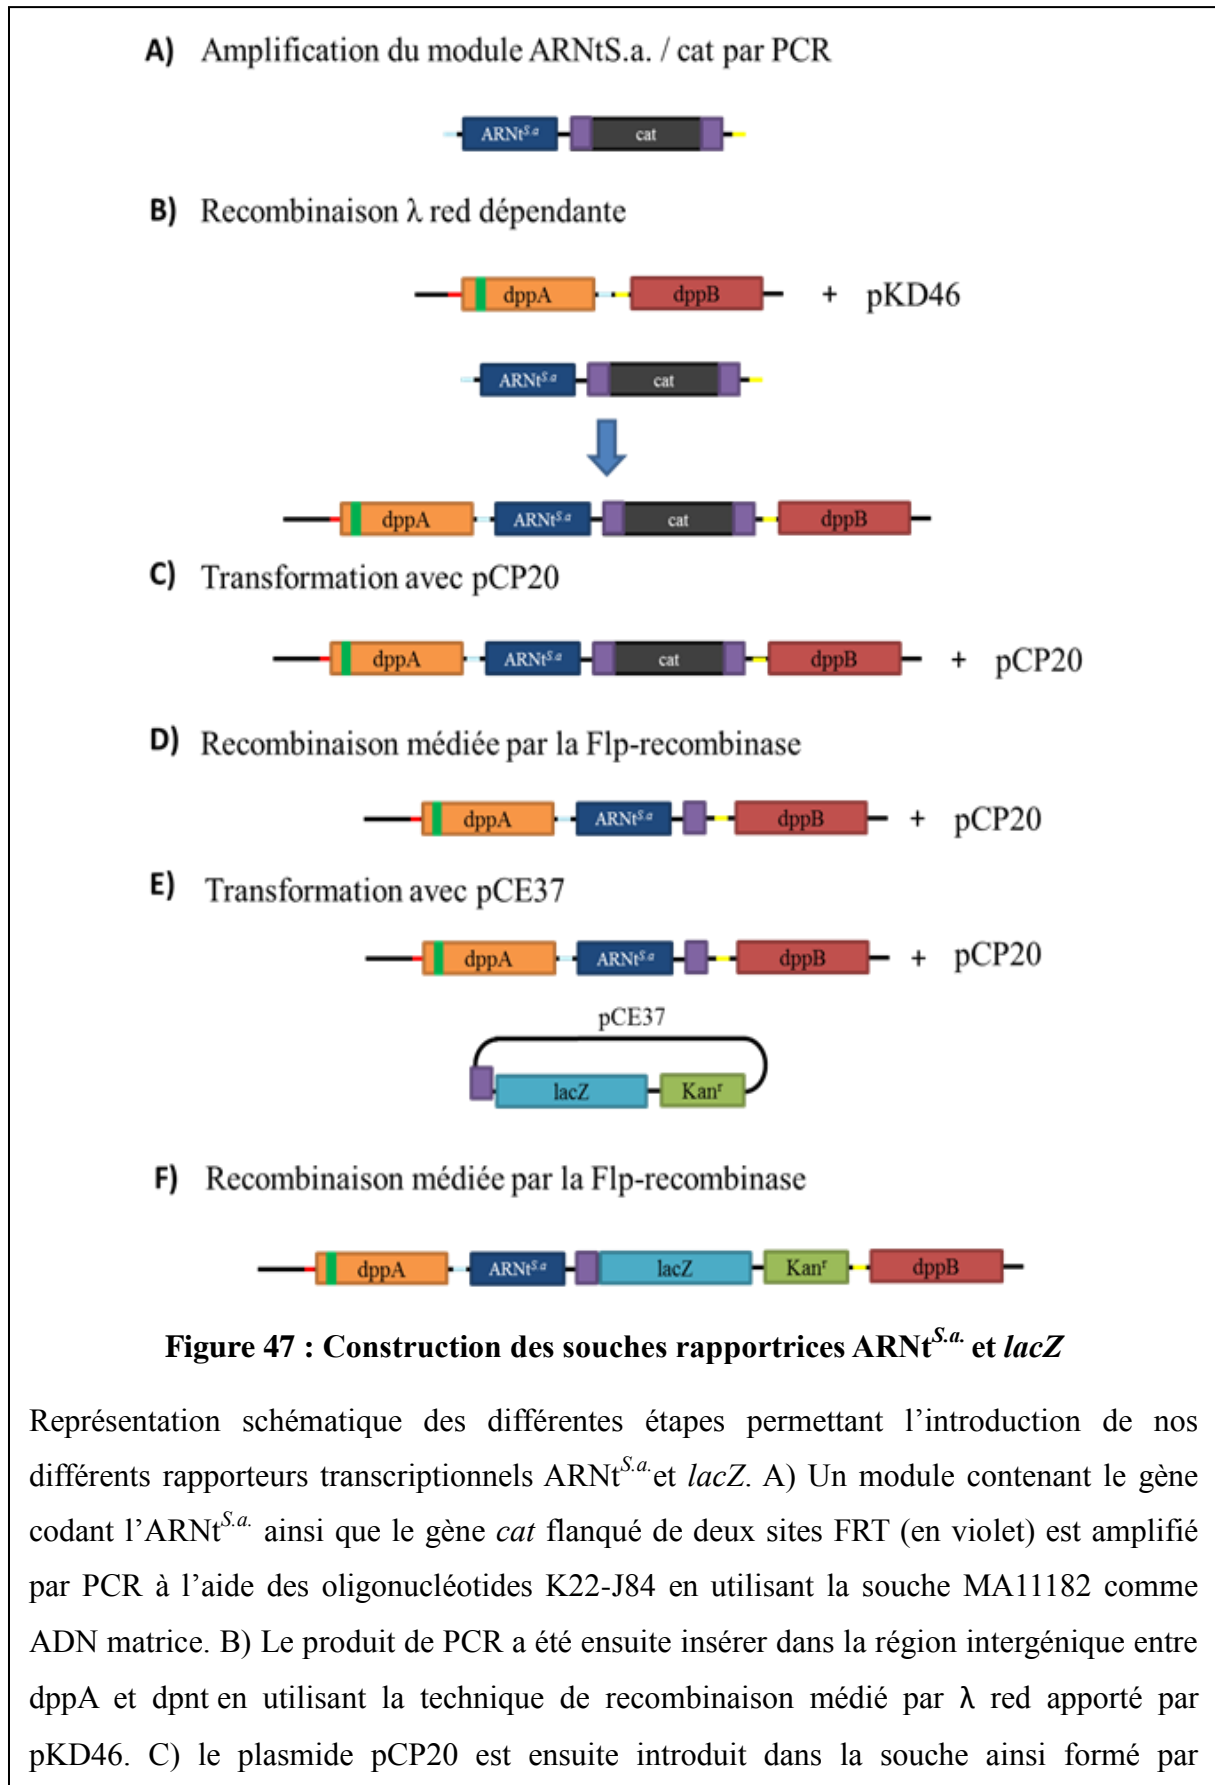 A) Amplification du module ARNtS.a. / cat par PCR
ARNt^S.a cat
B) Recombinaison λ red dépendante
dppA dppB + pKD46
ARNt^S.a cat
dppA ARNt^S.a cat dppB
C) Transformation avec pCP20
dppA ARNt^S.a cat dppB + pCP20
D) Recombinaison médiée par la Flp-recombinase
dppA ARNt^S.a dppB + pCP20
E) Transformation avec pCE37
dppA ARNt^S.a dppB + pCP20
pCE37
lacZ Kan^r
F) Recombinaison médiée par la Flp-recombinase
dppA ARNt^S.a lacZ Kan^r dppB
Figure 47 : Construction des souches rapportrices ARNt^S.a. et lacZ
Représentation schématique des différentes étapes permettant l’introduction de nos
différents rapporteurs transcriptionnels ARNt^S.a. et lacZ. A) Un module contenant le gène
codant l’ARNt^S.a. ainsi que le gène cat flanqué de deux sites FRT (en violet) est amplifié
par PCR à l’aide des oligonucléotides K22-J84 en utilisant la souche MA11182 comme
ADN matrice. B) Le produit de PCR a été ensuite insérer dans la région intergénique entre
dppA et dpnt en utilisant la technique de recombinaison médié par λ red apporté par
pKD46. C) le plasmide pCP20 est ensuite introduit dans la souche ainsi formé par